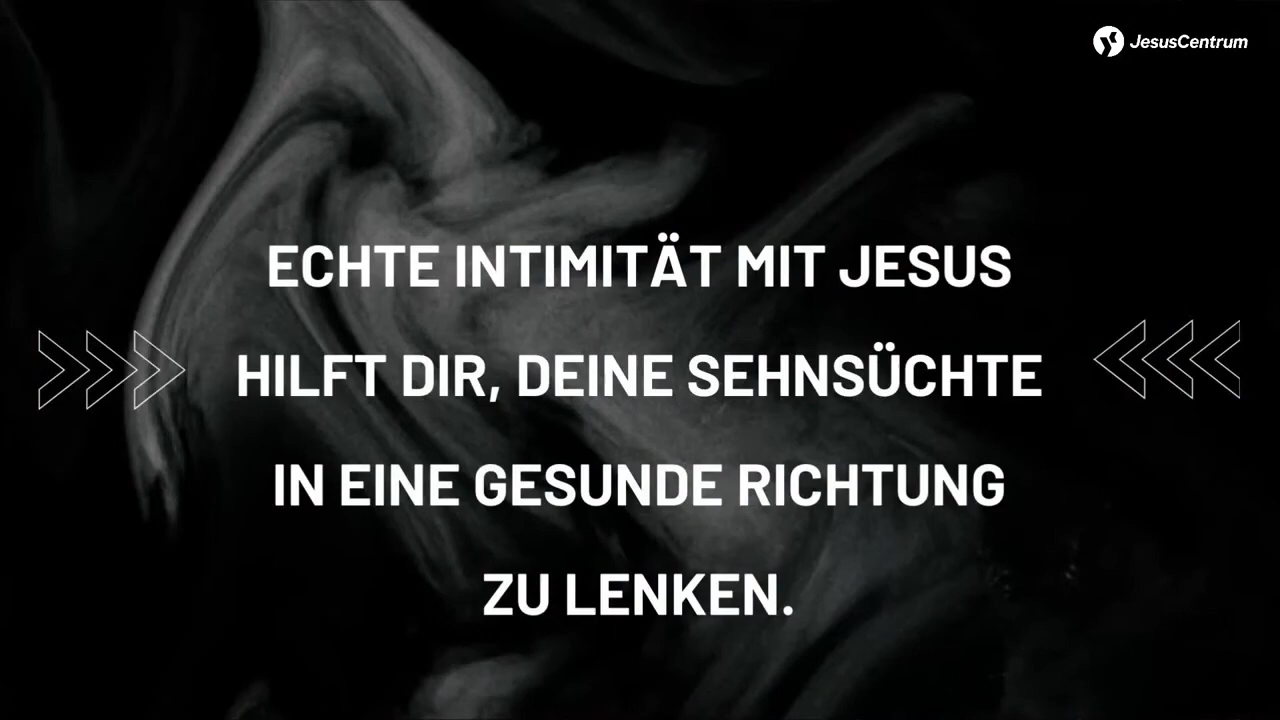 JesusCentrum
ECHTE INTIMITÄT MIT JESUS
HILFT DIR, DEINE SEHNSÜCHTE
IN EINE GESUNDE RICHTUNG
ZU LENKEN.